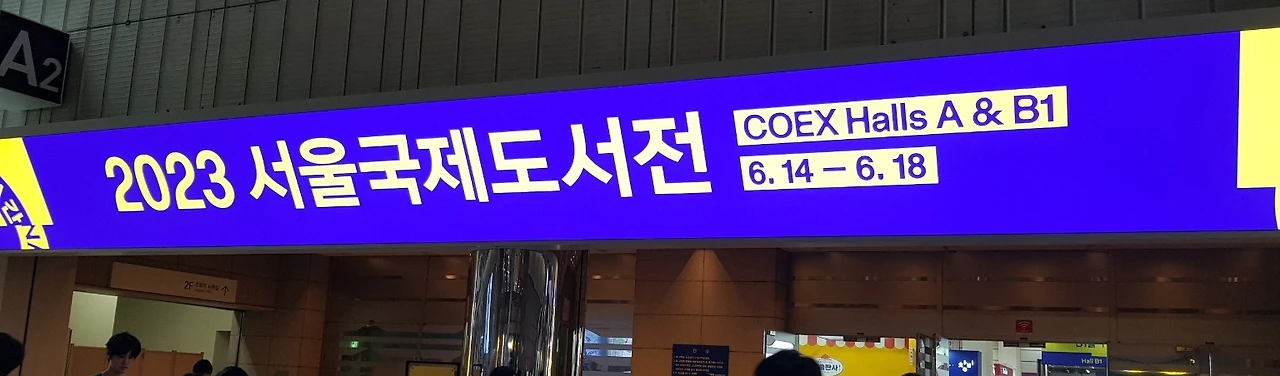 A2
2023 서울국제도서전
COEX Halls A & B1
6. 14 – 6. 18
2F
Hall B1